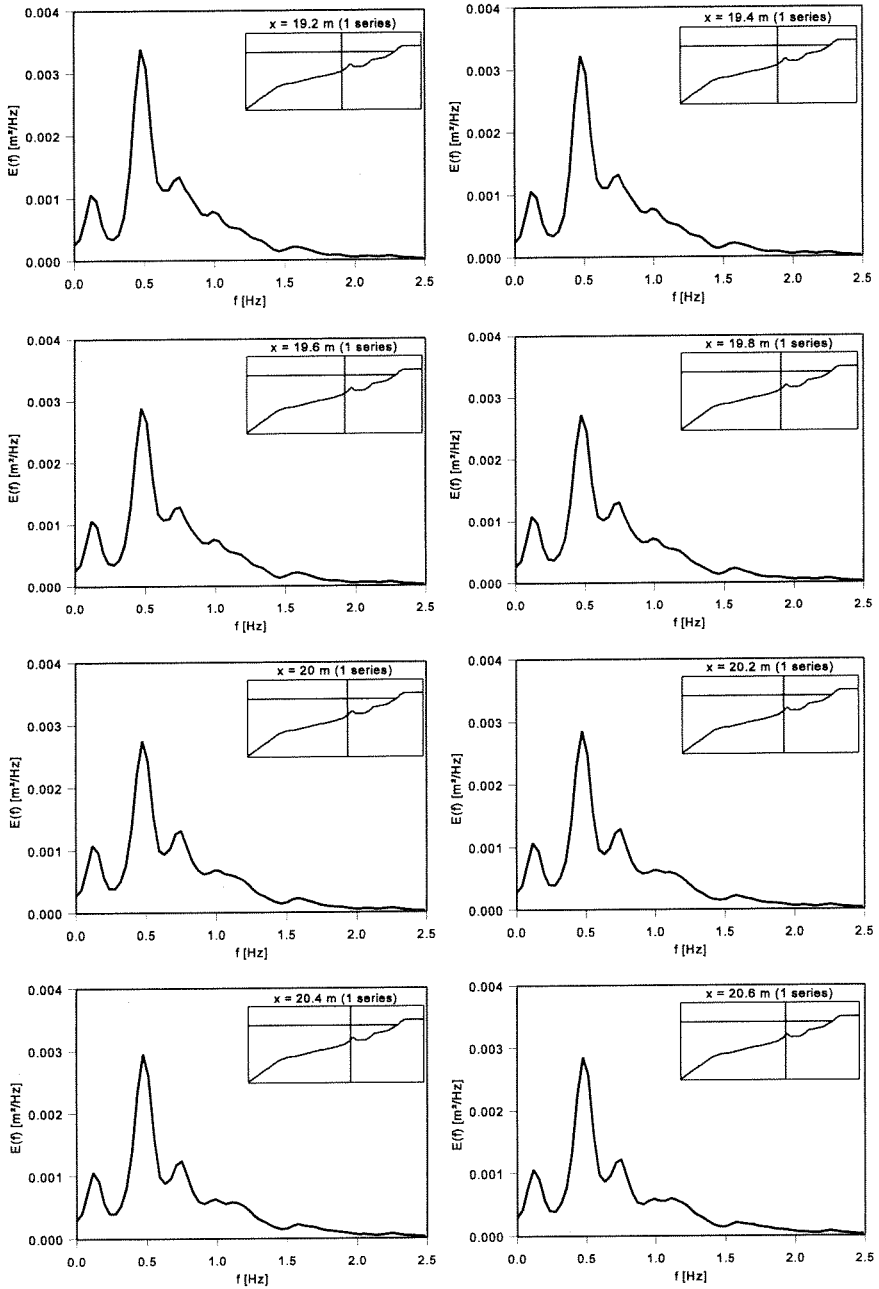 x = 19.2 m (1 series)
E(f) [m²/Hz]
0.004
0.003
0.002
0.001
0.000
0.0 0.5 1.0 1.5 2.0 2.5
f [Hz]
x = 19.4 m (1 series)
E(f) [m²/Hz]
0.004
0.003
0.002
0.001
0.000
0.0 0.5 1.0 1.5 2.0 2.5
f [Hz]
x = 19.6 m (1 series)
E(f) [m²/Hz]
0.004
0.003
0.002
0.001
0.000
0.0 0.5 1.0 1.5 2.0 2.5
f [Hz]
x = 19.8 m (1 series)
E(f) [m²/Hz]
0.004
0.003
0.002
0.001
0.000
0.0 0.5 1.0 1.5 2.0 2.5
f [Hz]
x = 20 m (1 series)
E(f) [m²/Hz]
0.004
0.003
0.002
0.001
0.000
0.0 0.5 1.0 1.5 2.0 2.5
f [Hz]
x = 20.2 m (1 series)
E(f) [m²/Hz]
0.004
0.003
0.002
0.001
0.000
0.0 0.5 1.0 1.5 2.0 2.5
f [Hz]
x = 20.4 m (1 series)
E(f) [m²/Hz]
0.004
0.003
0.002
0.001
0.000
0.0 0.5 1.0 1.5 2.0 2.5
f [Hz]
x = 20.6 m (1 series)
E(f) [m²/Hz]
0.004
0.003
0.002
0.001
0.000
0.0 0.5 1.0 1.5 2.0 2.5
f [Hz]